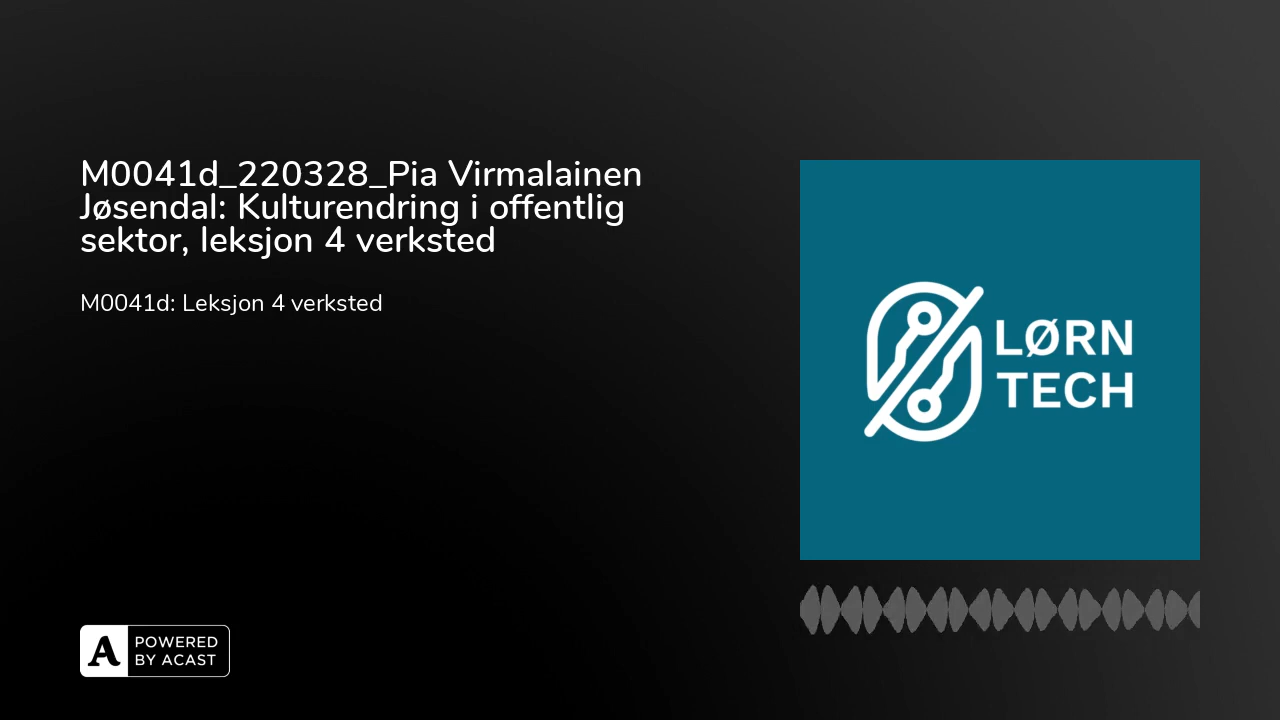 M0041d_220328_Pia Virmalainen
Jøsendal: Kulturendring i offentlig
sektor, leksjon 4 verksted
M0041d: Leksjon 4 verksted
LØRN
TECH
A POWERED
BY ACAST